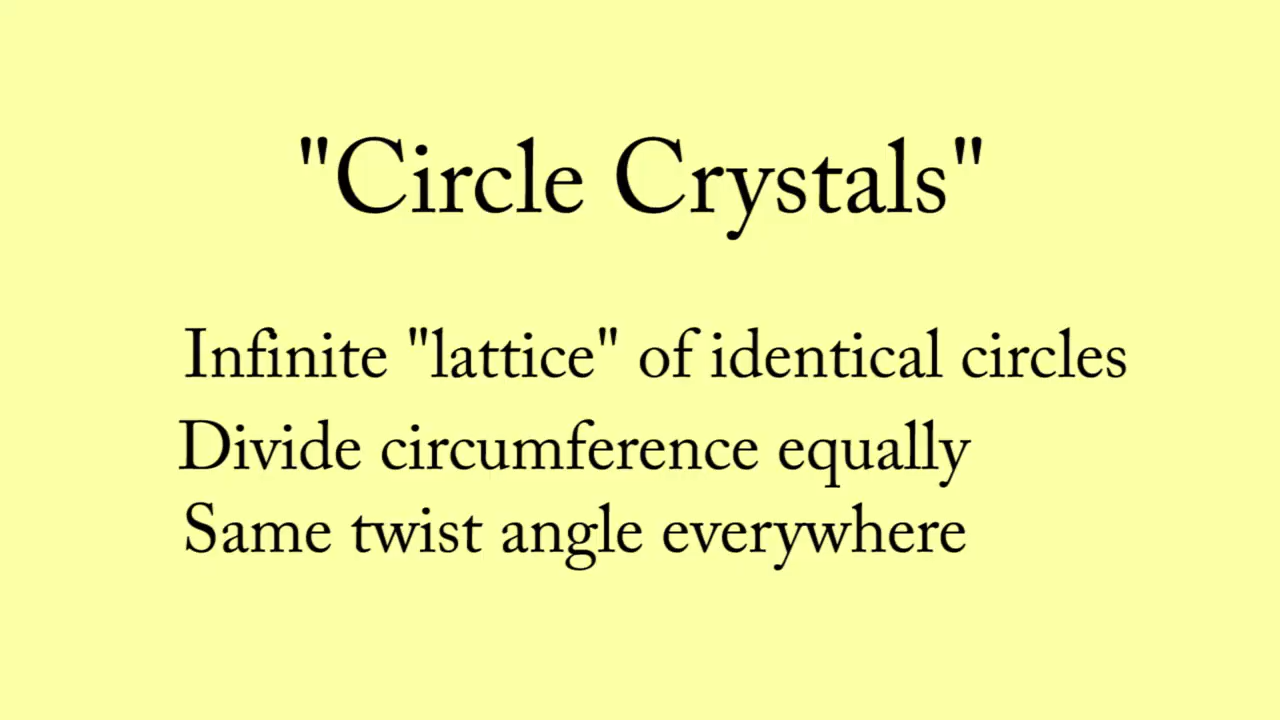 "Circle Crystals"
Infinite "lattice" of identical circles
Divide circumference equally
Same twist angle everywhere